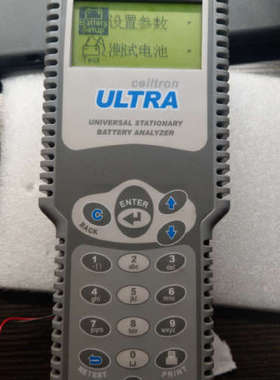 Battery
Setup
设置参数
Test
测试电池
celltron
ULTRA
UNIVERSAL STATIONARY
BATTERY ANALYZER
ENTER
C
BACK
1 2 3
abc def
4 5 6
ghi jkl mno
7 8 9
pqrs tuv wxyz
0
RETEST PRINT